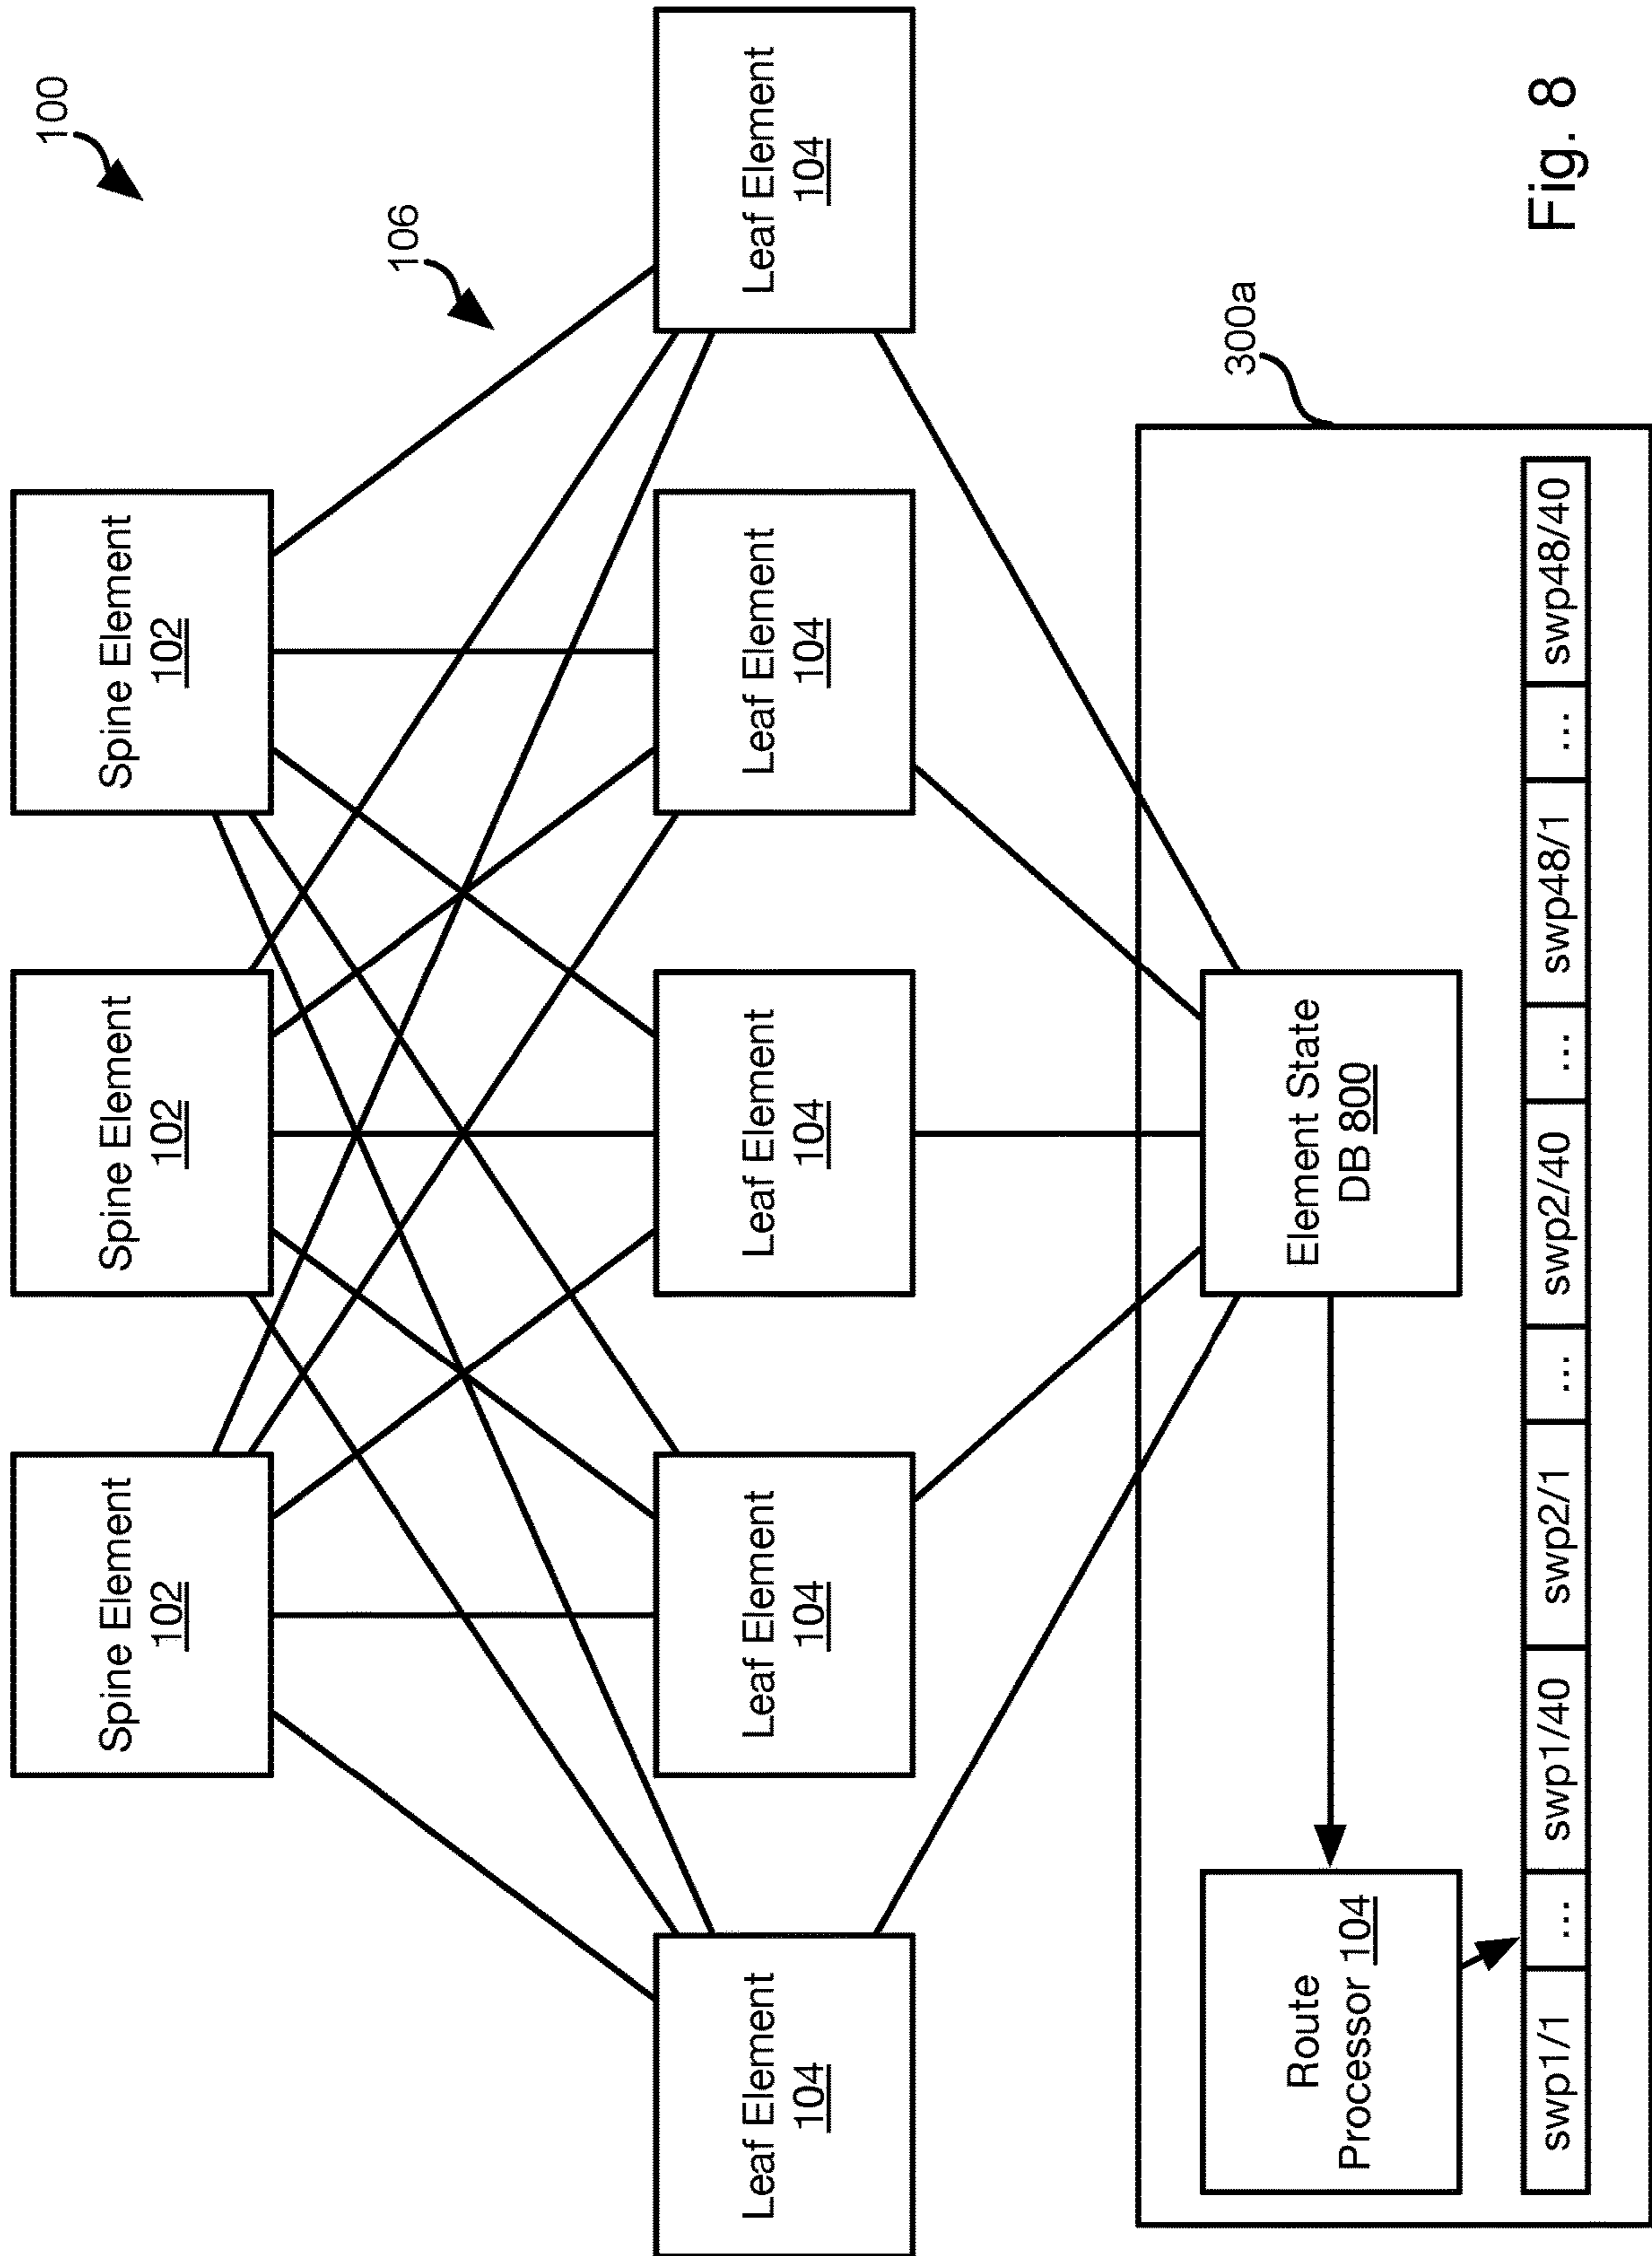 100
106
Spine Element
102
Spine Element
102
Spine Element
102
Leaf Element
104
Leaf Element
104
Leaf Element
104
Leaf Element
104
Leaf Element
104
300a
Route
Processor 104
Element State
DB 800
swp1/1 ... swp1/40 swp2/1 ... swp2/40 ... swp48/1 ... swp48/40
Fig. 8